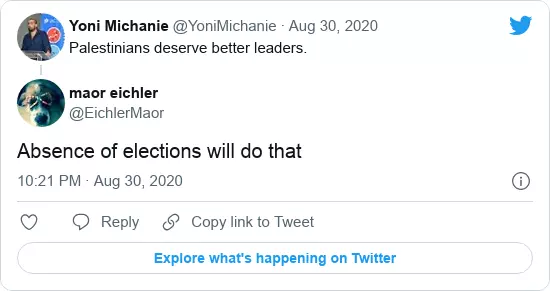 Yoni Michanie @YoniMichanie · Aug 30, 2020
Palestinians deserve better leaders.
maor eichler
@EichlerMaor
Absence of elections will do that
10:21 PM · Aug 30, 2020
Reply Copy link to Tweet
Explore what's happening on Twitter